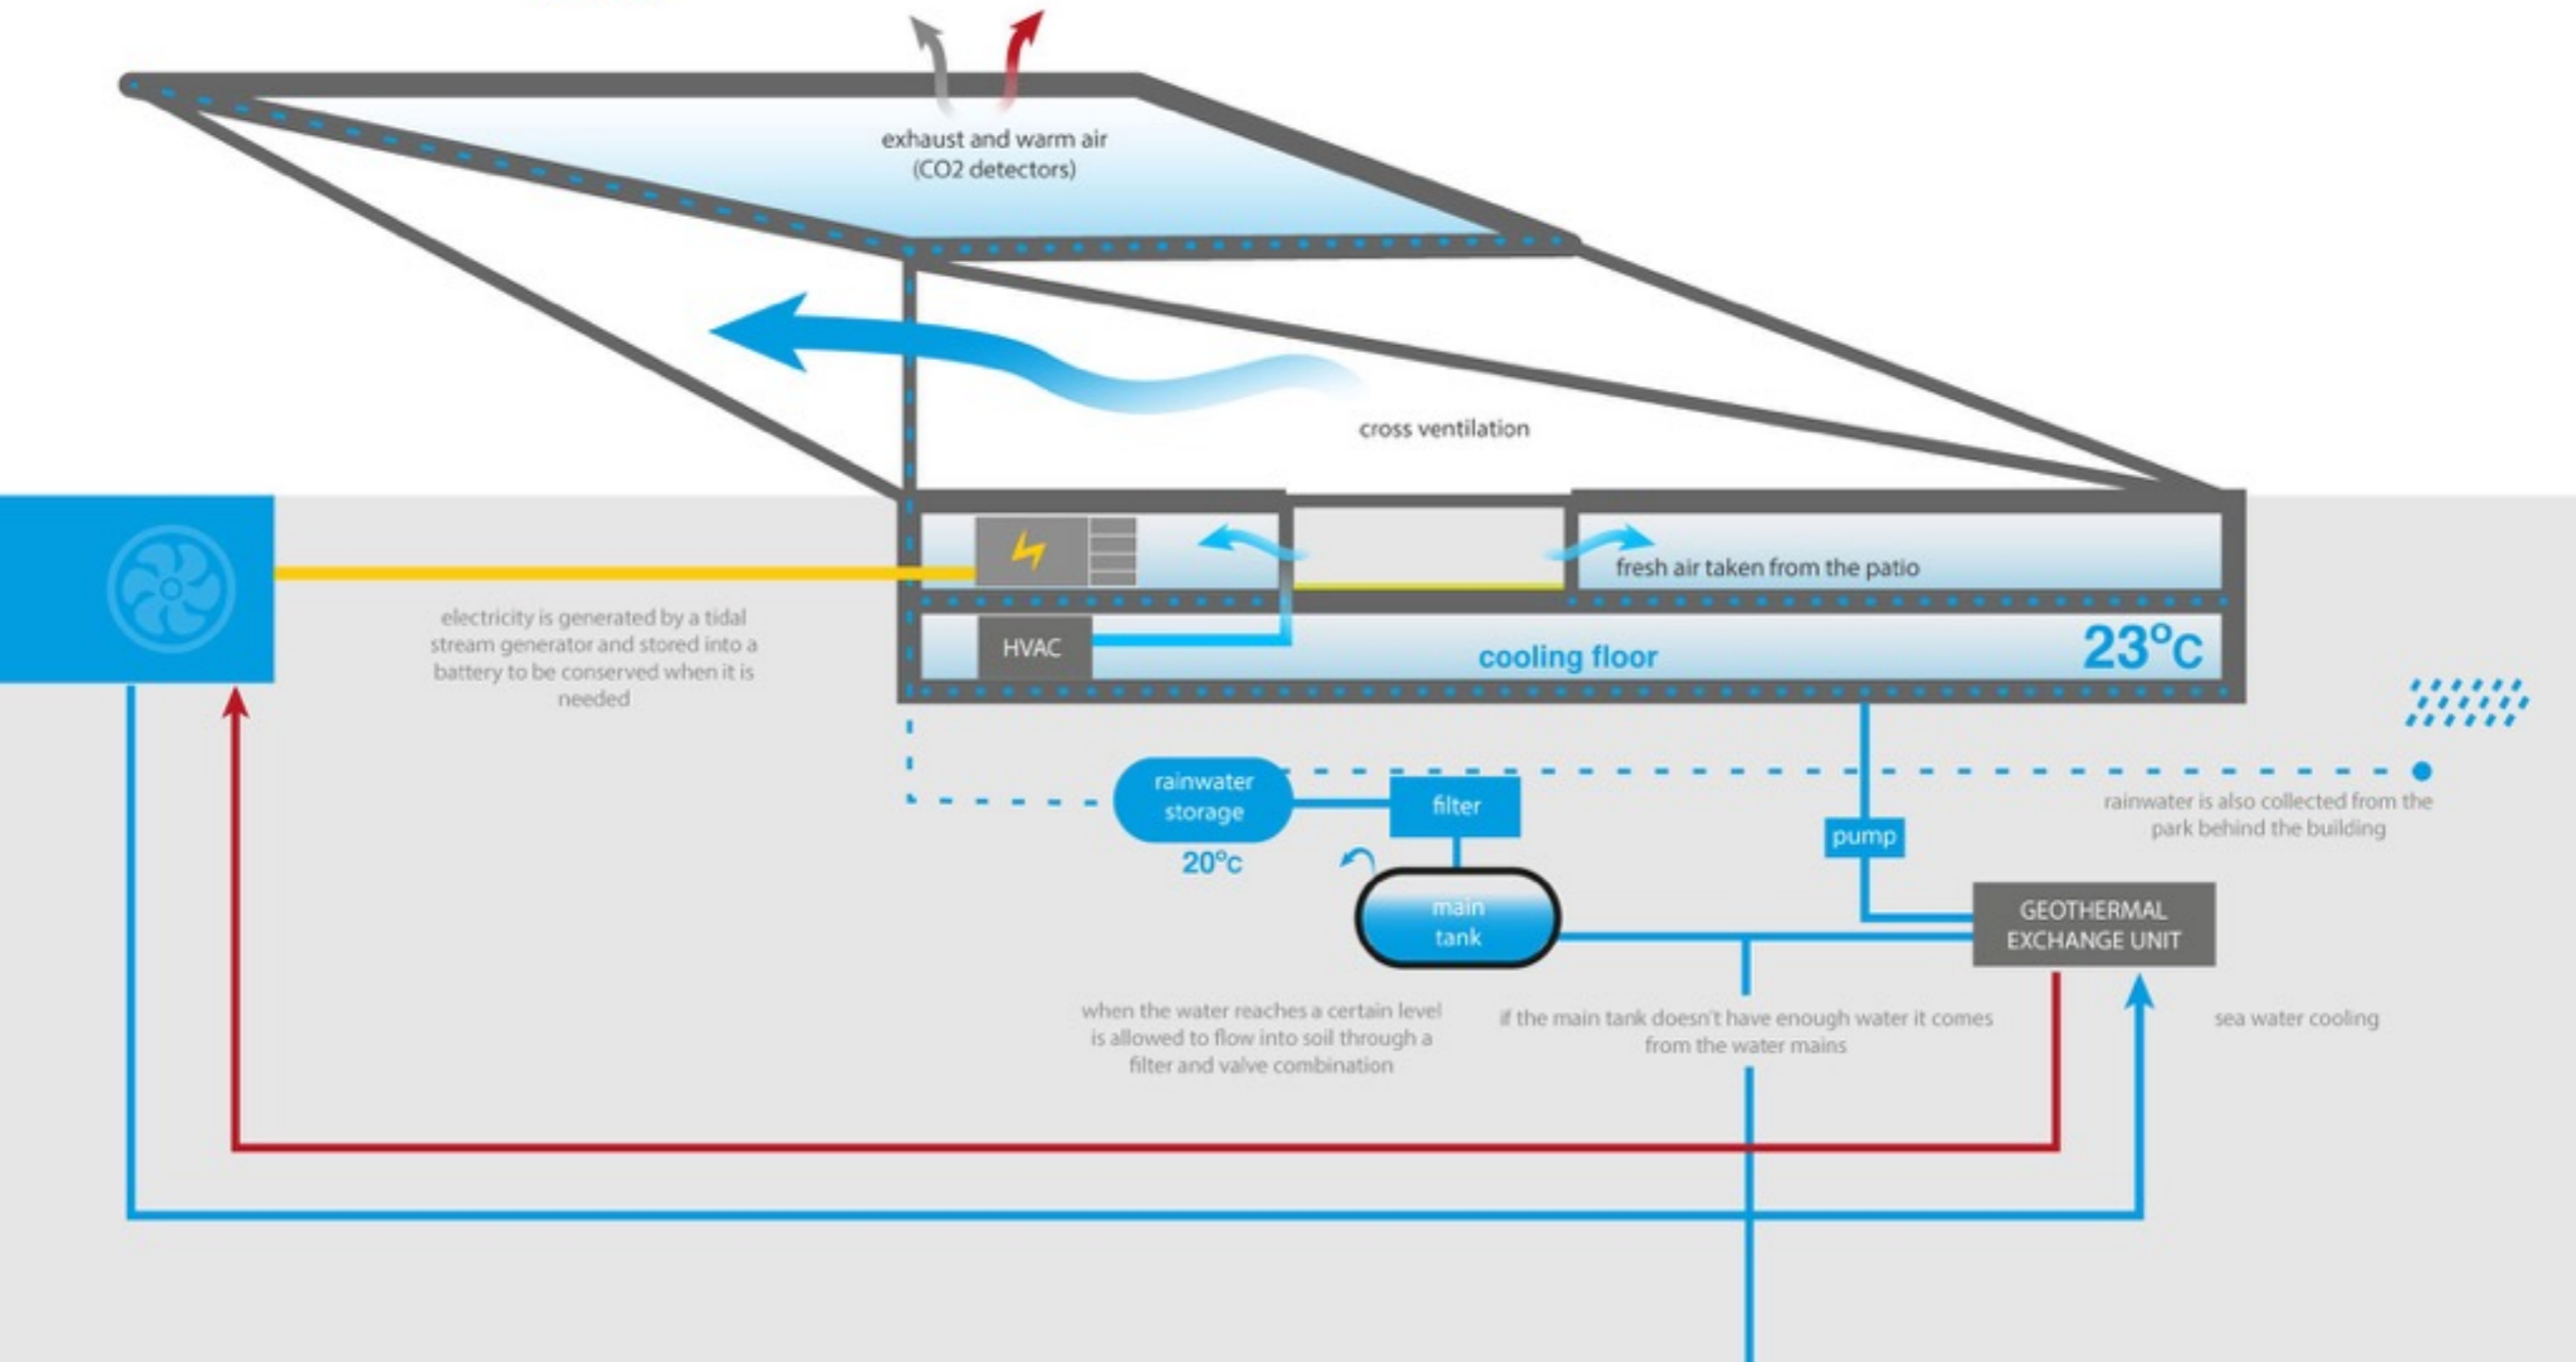 exhaust and warm air
(CO2 detectors)
cross ventilation
fresh air taken from the patio
electricity is generated by a tidal
stream generator and stored into a
battery to be conserved when it is
needed
HVAC
cooling floor
23°C
rainwater
storage
20°C
filter
main
tank
pump
rainwater is also collected from the
park behind the building
GEOTHERMAL
EXCHANGE UNIT
when the water reaches a certain level
is allowed to flow into soil through a
filter and valve combination
if the main tank doesn't have enough water it comes
from the water mains
sea water cooling